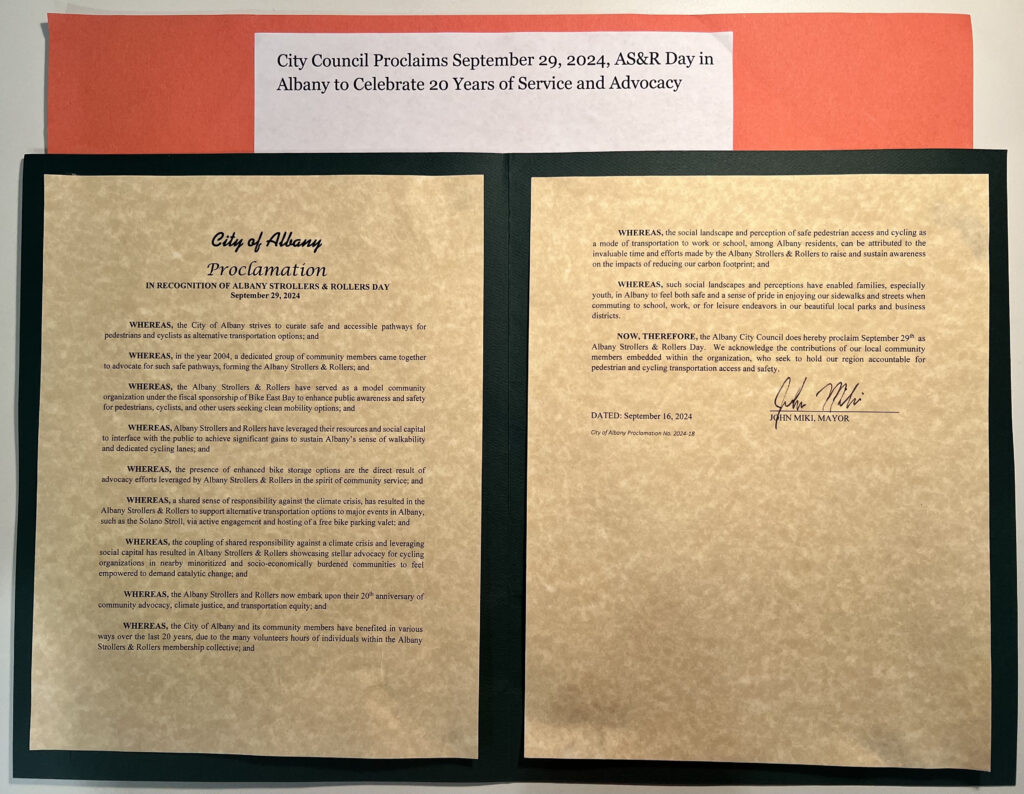 City Council Proclaims September 29, 2024, AS&R Day in
Albany to Celebrate 20 Years of Service and Advocacy
City of Albany
Proclamation
IN RECOGNITION OF ALBANY STROLLERS & ROLLERS DAY
September 29, 2024
WHEREAS, the City of Albany strives to curate safe and accessible pathways for
pedestrians and cyclists as alternative transportation options; and
WHEREAS, in the year 2004, a dedicated group of community members came together
to advocate for such safe pathways, forming the Albany Strollers & Rollers; and
WHEREAS, the Albany Strollers & Rollers have served as a model community
organization under the fiscal sponsorship of Bike East Bay to enhance public awareness and safety
for pedestrians, cyclists, and other users seeking clean mobility options; and
WHEREAS, Albany Strollers and Rollers have leveraged their resources and social capital
to interface with the public to achieve significant gains to sustain Albany's sense of walkability
and dedicated cycling lanes; and
WHEREAS, the presence of enhanced bike storage options are the direct result of
advocacy efforts leveraged by Albany Strollers & Rollers in the spirit of community service; and
WHEREAS, a shared sense of responsibility against the climate crisis, has resulted in the
Albany Strollers & Rollers to support alternative transportation options to major events in Albany,
such as the Solano Stroll, via active engagement and hosting of a free bike parking valet; and
WHEREAS, the coupling of shared responsibility against a climate crisis and leveraging
social capital has resulted in Albany Strollers & Rollers showcasing stellar advocacy for cycling
organizations in nearby minoritized and socio-economically burdened communities to feel
empowered to demand catalytic change; and
WHEREAS, the Albany Strollers and Rollers now embark upon their 20th anniversary of
community advocacy, climate justice, and transportation equity; and
WHEREAS, the City of Albany and its community members have benefited in various
ways over the last 20 years, due to the many volunteers hours of individuals within the Albany
Strollers & Rollers membership collective; and
WHEREAS, the social landscape and perception of safe pedestrian access and cycling as
a mode of transportation to work or school, among Albany residents, can be attributed to the
invaluable time and efforts made by the Albany Strollers & Rollers to raise and sustain awareness
on the impacts of reducing our carbon footprint; and
WHEREAS, such social landscapes and perceptions have enabled families, especially
youth, in Albany to feel both safe and a sense of pride in enjoying our sidewalks and streets when
commuting to school, work, or for leisure endeavors in our beautiful local parks and business
districts.
NOW, THEREFORE, the Albany City Council does hereby proclaim September 29th as
Albany Strollers & Rollers Day. We acknowledge the contributions of our local community
members embedded within the organization, who seek to hold our region accountable for
pedestrian and cycling transportation access and safety.
John Miki
DATED: September 16, 2024
JOHN MIKI, MAYOR
City of Albany Proclamation No. 2024-18